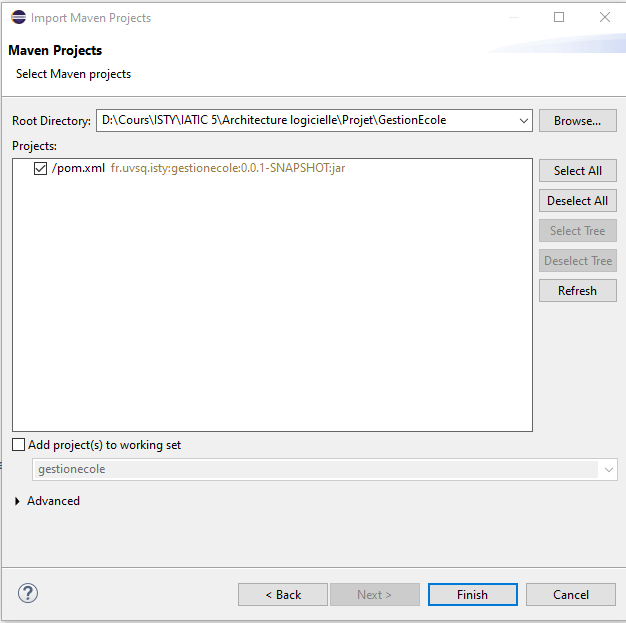 Import Maven Projects
Maven Projects
Select Maven projects
Root Directory: D:\Cours\ISTY\IATIC 5\Architecture logicielle\Projet\GestionEcole Browse...
Projects:
/pom.xml fr.uvsq.isty:gestionecole:0.0.1-SNAPSHOT:jar
Select All
Deselect All
Select Tree
Deselect Tree
Refresh
Add project(s) to working set
gestionecole
Advanced
? < Back Next > Finish Cancel